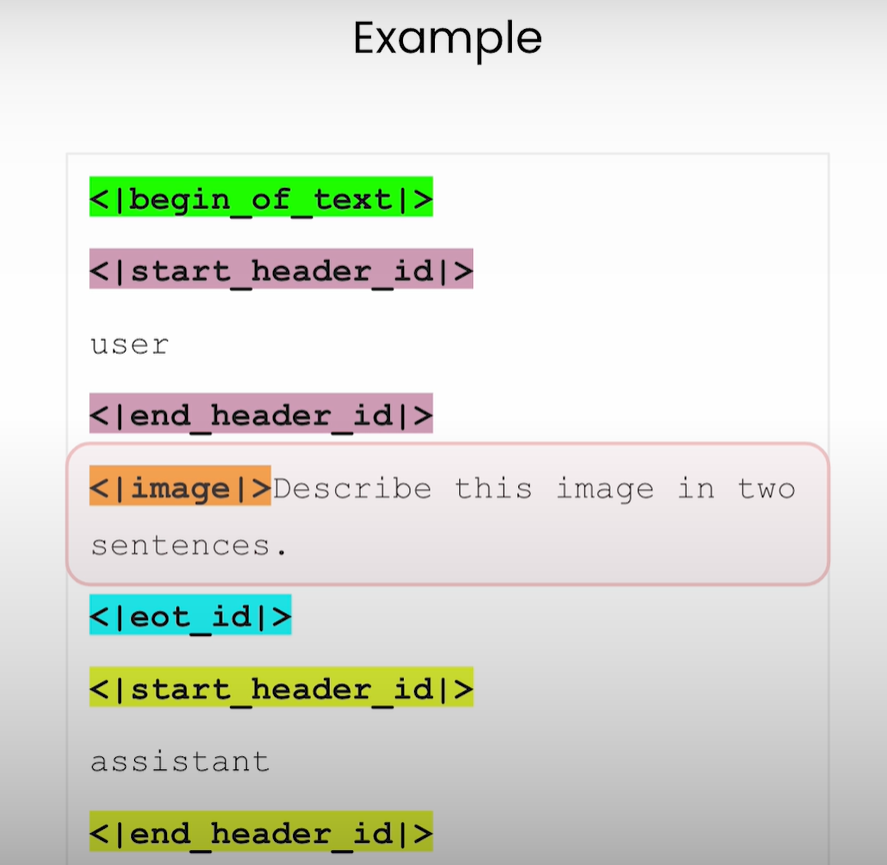 Example
<|begin_of_text|>
<|start_header_id|>
user
<|end_header_id|>
<|image|>Describe this image in two
sentences.
<|eot_id|>
<|start_header_id|>
assistant
<|end_header_id|>